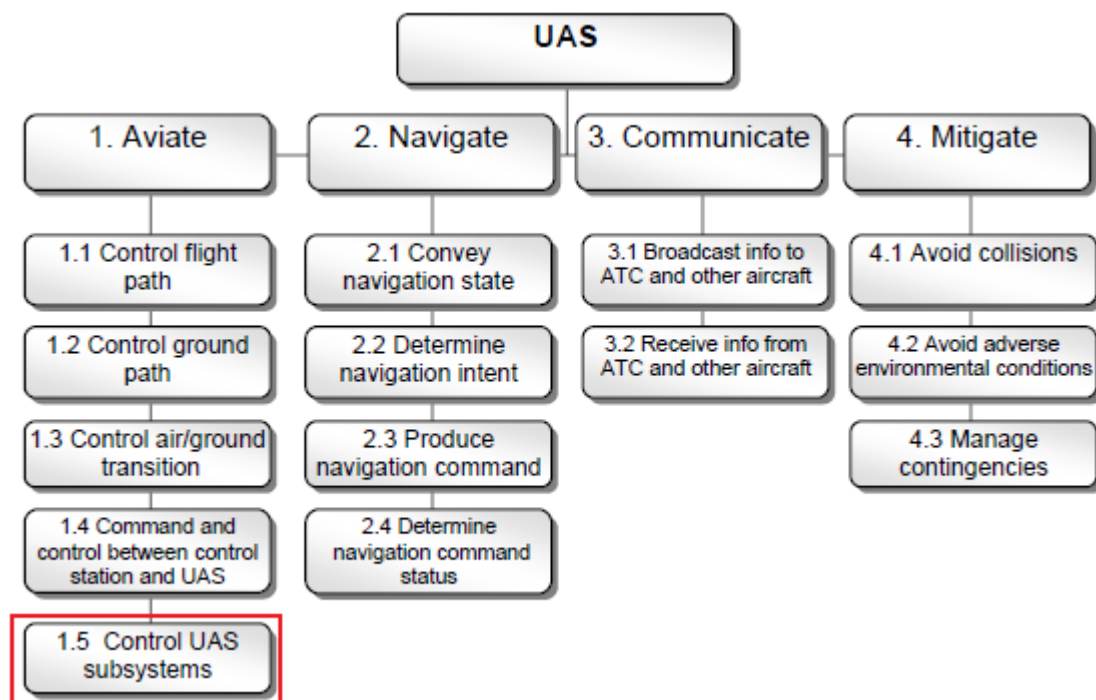 UAS
1. Aviate
2. Navigate
3. Communicate
4. Mitigate
1.1 Control flight
path
2.1 Convey
navigation state
3.1 Broadcast info to
ATC and other aircraft
4.1 Avoid collisions
1.2 Control ground
path
2.2 Determine
navigation intent
3.2 Receive info from
ATC and other aircraft
4.2 Avoid adverse
environmental conditions
1.3 Control air/ground
transition
2.3 Produce
navigation command
4.3 Manage
contingencies
1.4 Command and
control between control
station and UAS
2.4 Determine
navigation command
status
1.5 Control UAS
subsystems